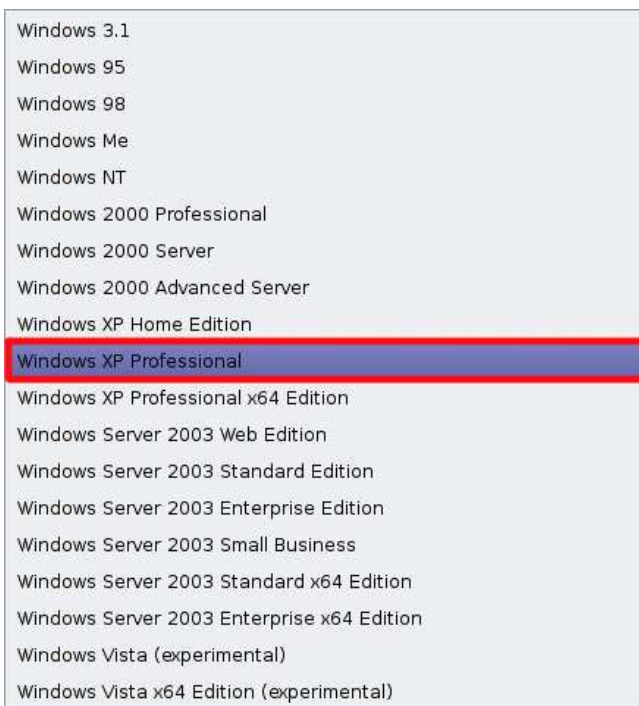 Windows 3.1
Windows 95
Windows 98
Windows Me
Windows NT
Windows 2000 Professional
Windows 2000 Server
Windows 2000 Advanced Server
Windows XP Home Edition
Windows XP Professional
Windows XP Professional x64 Edition
Windows Server 2003 Web Edition
Windows Server 2003 Standard Edition
Windows Server 2003 Enterprise Edition
Windows Server 2003 Small Business
Windows Server 2003 Standard x64 Edition
Windows Server 2003 Enterprise x64 Edition
Windows Vista (experimental)
Windows Vista x64 Edition (experimental)